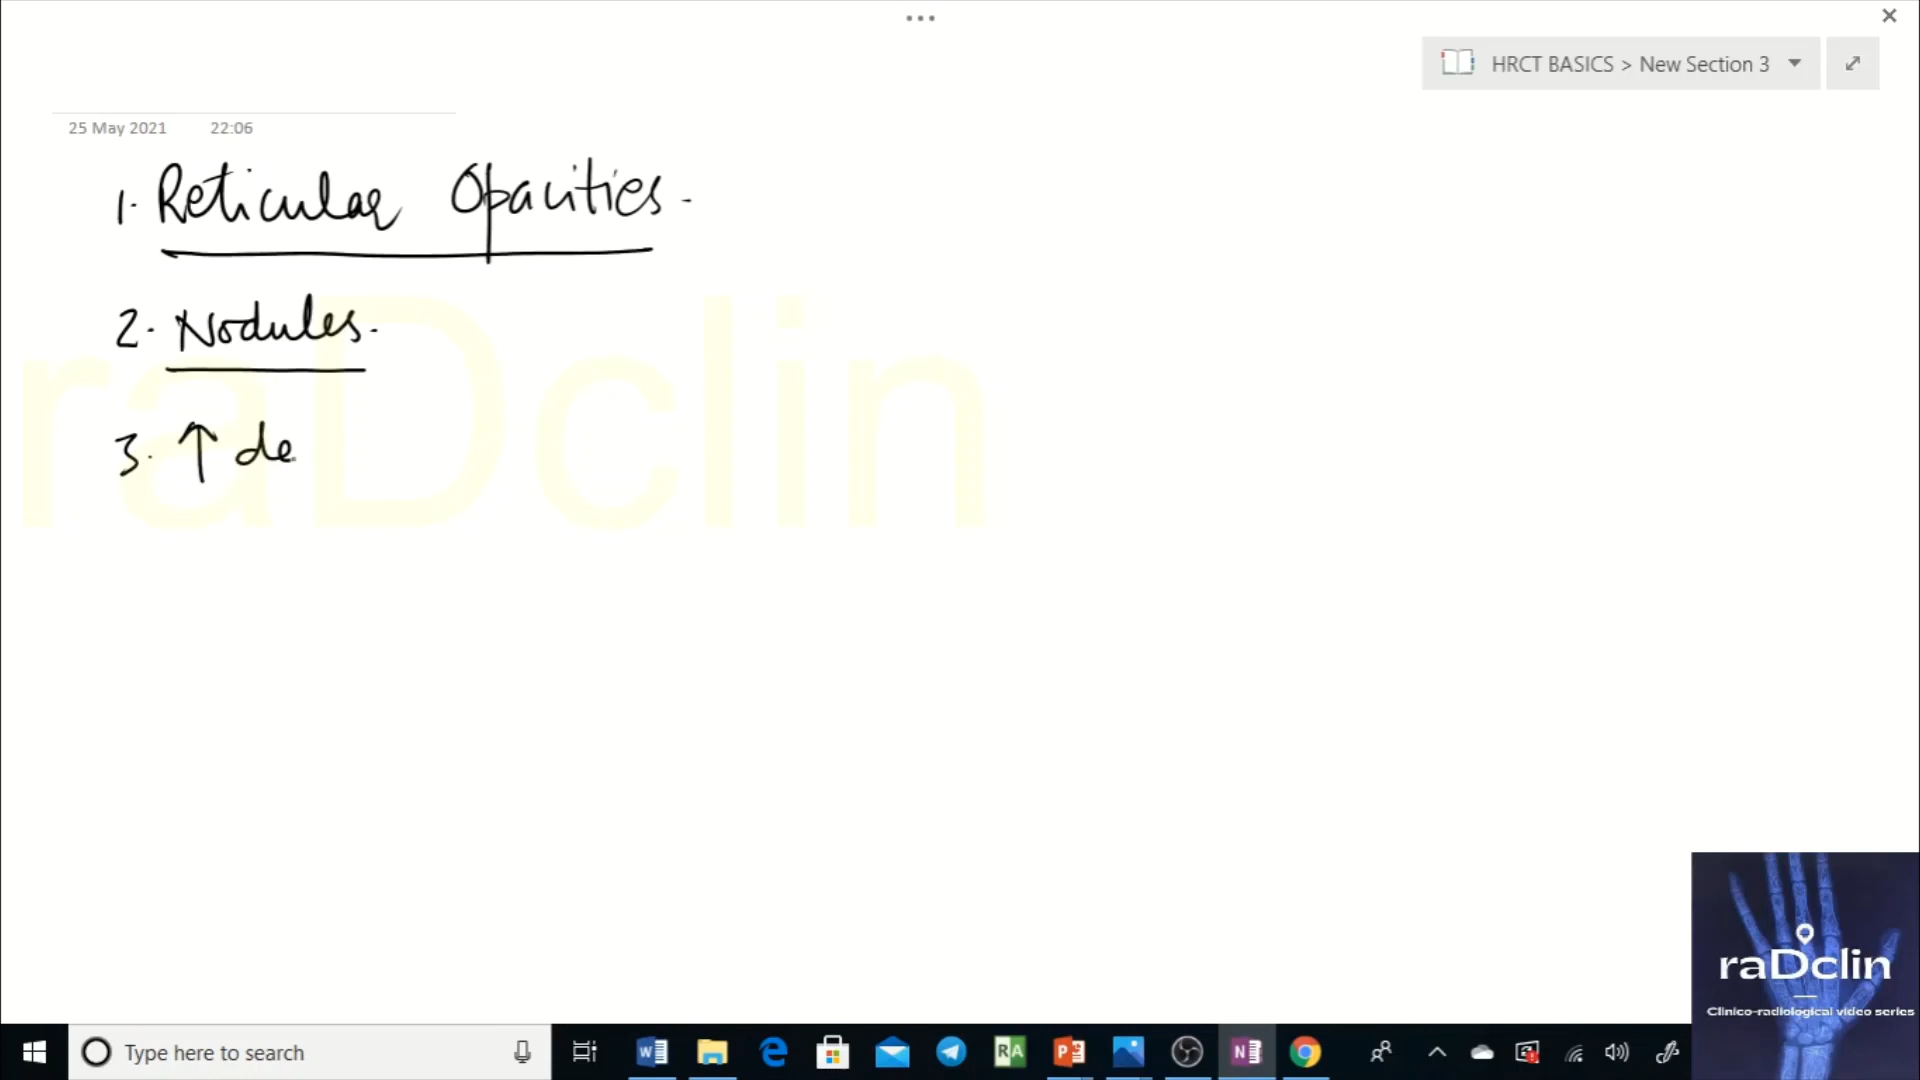 HRCT BASICS > New Section 3
25 May 2021 22:06
1. Reticular Opacities.
2. Nodules.
3. ↑ de
raDclin
raDclin
Clinico-radiological video series
Type here to search